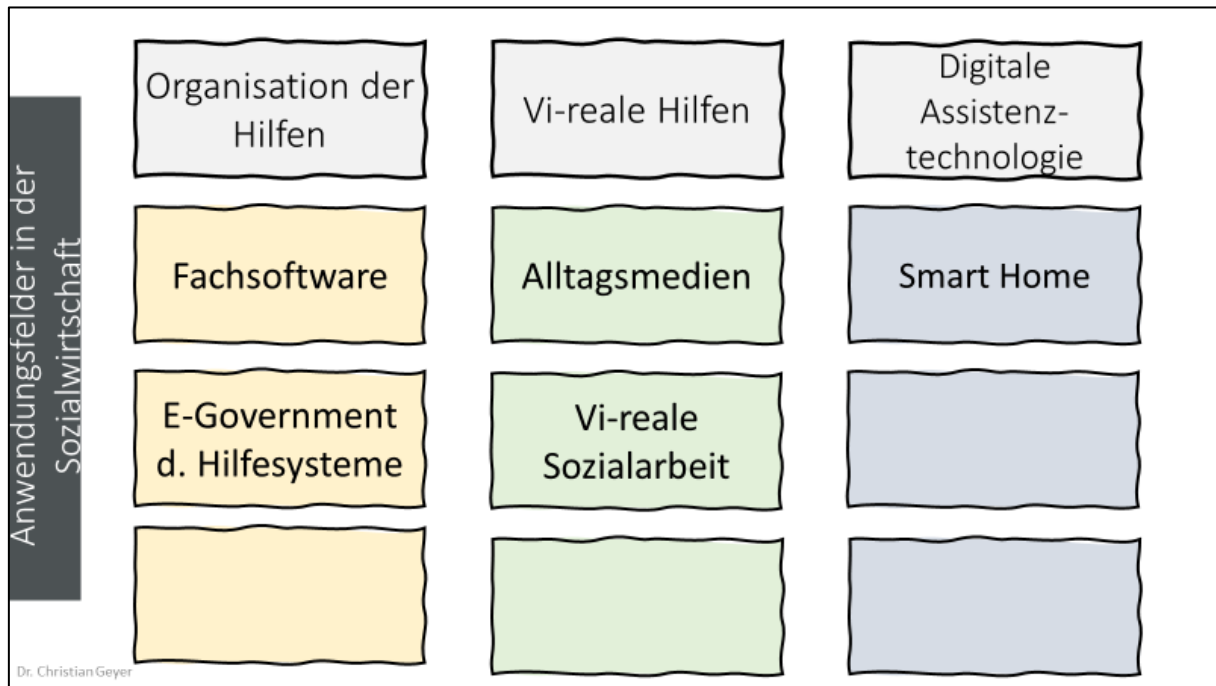 Anwendungsfelder in der
Sozialwirtschaft
Organisation der
Hilfen
Vi-reale Hilfen
Digitale
Assistenz-
technologie
Fachsoftware
Alltagsmedien
Smart Home
E-Government
d. Hilfesysteme
Vi-reale
Sozialarbeit
Dr. Christian Geyer